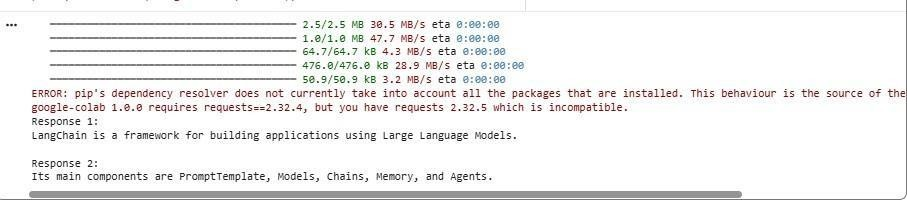 2.5/2.5 MB 30.5 MB/s eta 0:00:00
1.0/1.0 MB 47.7 MB/s eta 0:00:00
64.7/64.7 kB 4.3 MB/s eta 0:00:00
476.0/476.0 kB 28.9 MB/s eta 0:00:00
50.9/50.9 kB 3.2 MB/s eta 0:00:00
ERROR: pip's dependency resolver does not currently take into account all the packages that are installed. This behaviour is the source of the
google-colab 1.0.0 requires requests==2.32.4, but you have requests 2.32.5 which is incompatible.
Response 1:
LangChain is a framework for building applications using Large Language Models.
Response 2:
Its main components are PromptTemplate, Models, Chains, Memory, and Agents.